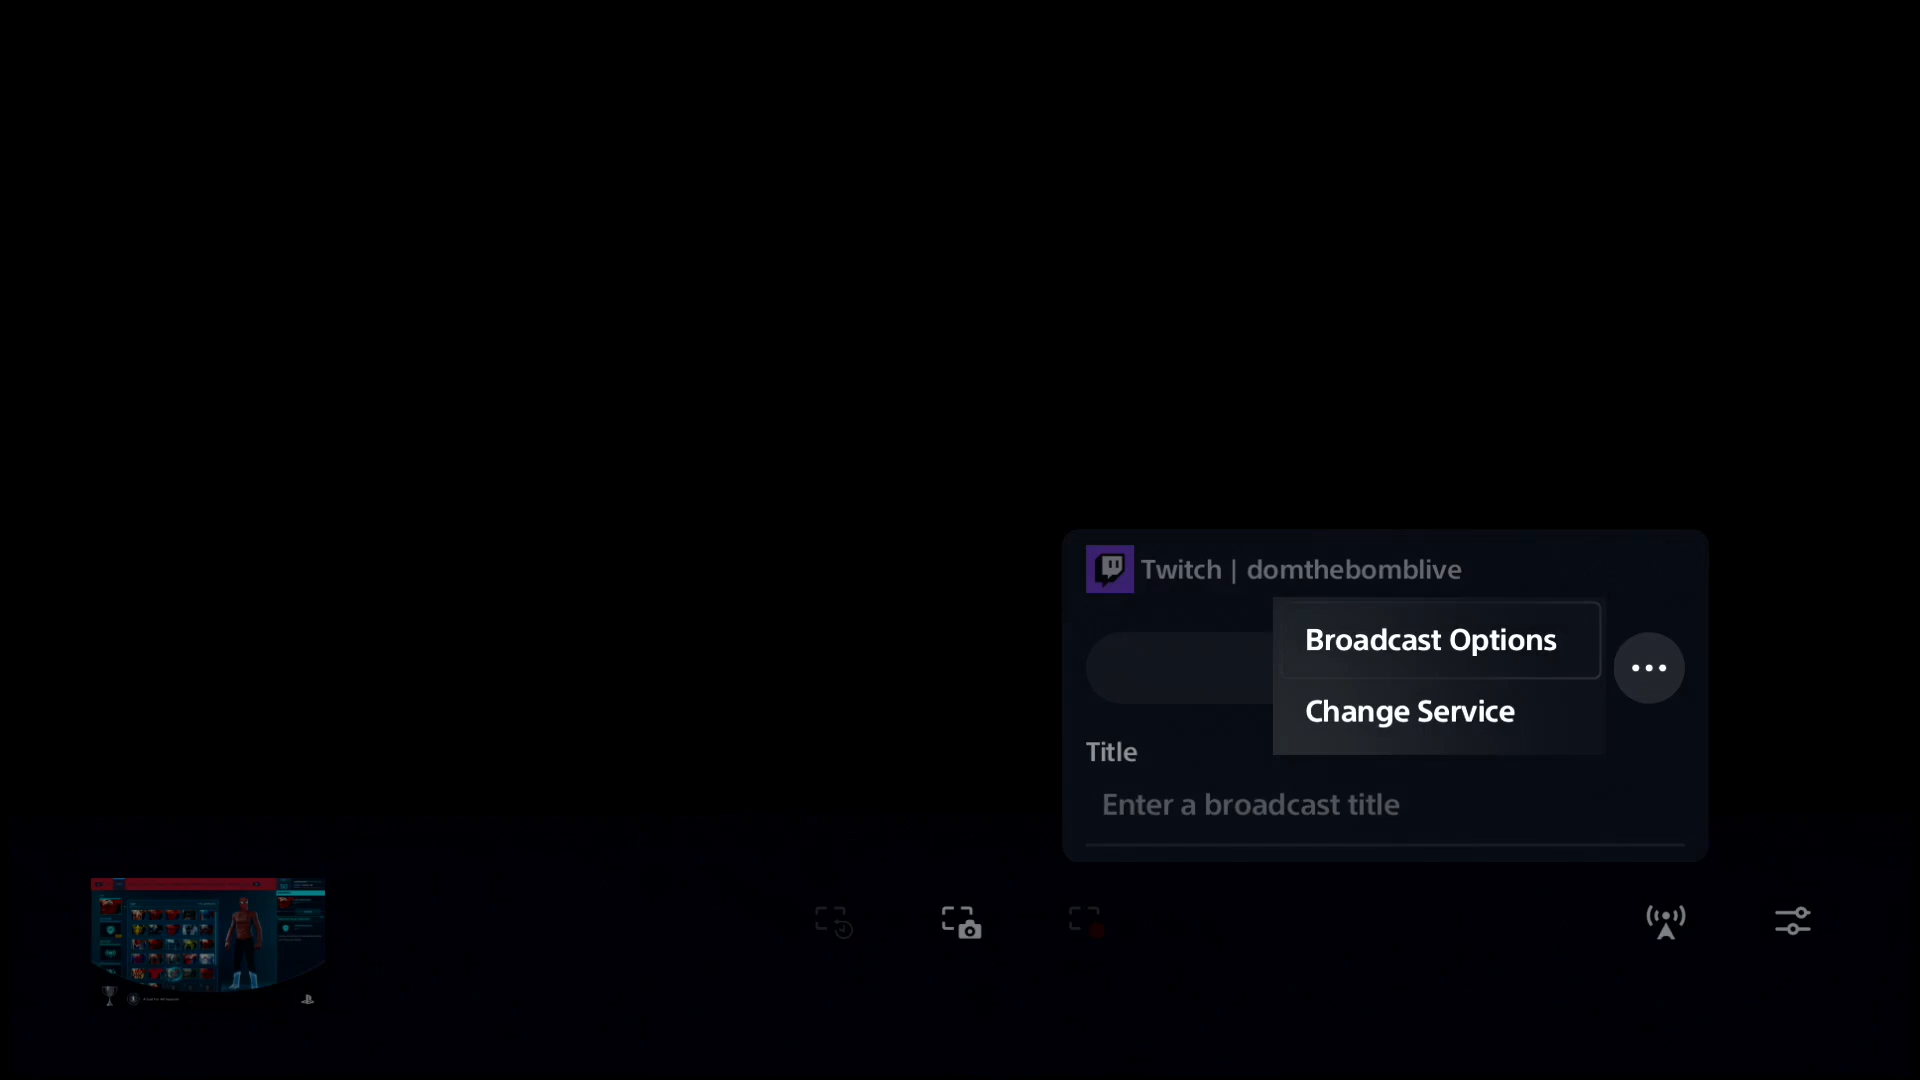 Twitch | domthebomblive
Broadcast Options
Change Service
Title
Enter a broadcast title